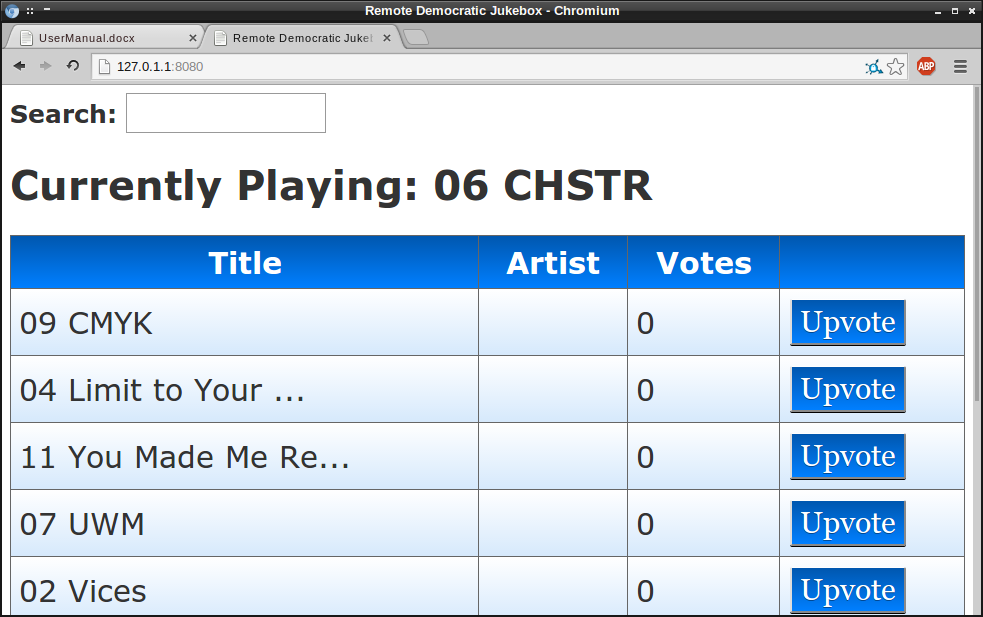 Remote Democratic Jukebox - Chromium
UserManual.docx Remote Democratic Juke
127.0.1.1:8080 ABP
Search:
Currently Playing: 06 CHSTR
Title Artist Votes
09 CMYK 0 Upvote
04 Limit to Your ... 0 Upvote
11 You Made Me Re... 0 Upvote
07 UWM 0 Upvote
02 Vices 0 Upvote